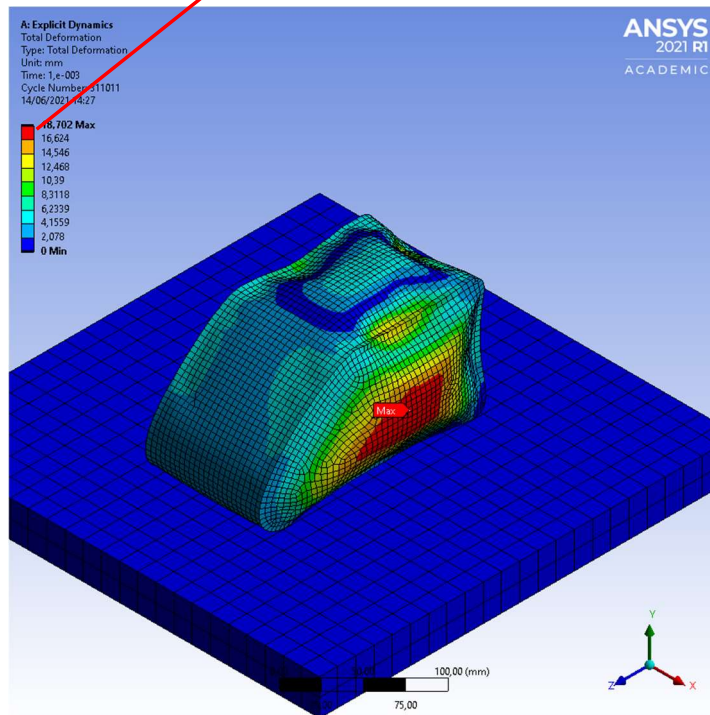 A: Explicit Dynamics
Total Deformation
Type: Total Deformation
Unit: mm
Time: 1,e-003
Cycle Number
14/06/2021 14:27
18,702 Max
16,624
14,546
12,468
10,39
8,3118
6,2339
4,1559
2,078
0 Min
ANSYS
2021 R1
ACADEMIC
Max
100,00 (mm)
75,00
Y
Z
X